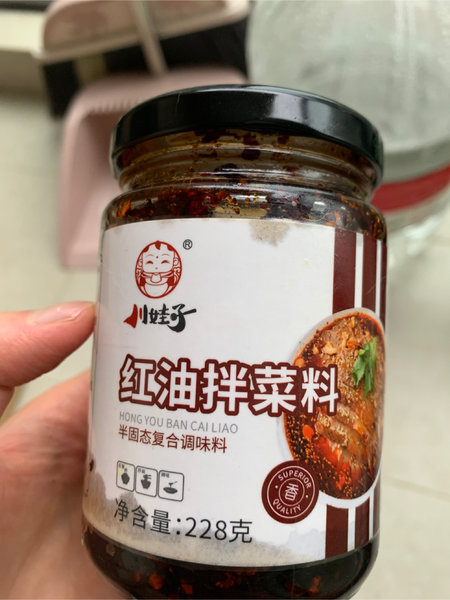 ®
川娃子
红油拌菜料
HONG YOU BAN CAI LIAO
半固态复合调味料
SUPERIOR
香
QUALITY
净含量:228克